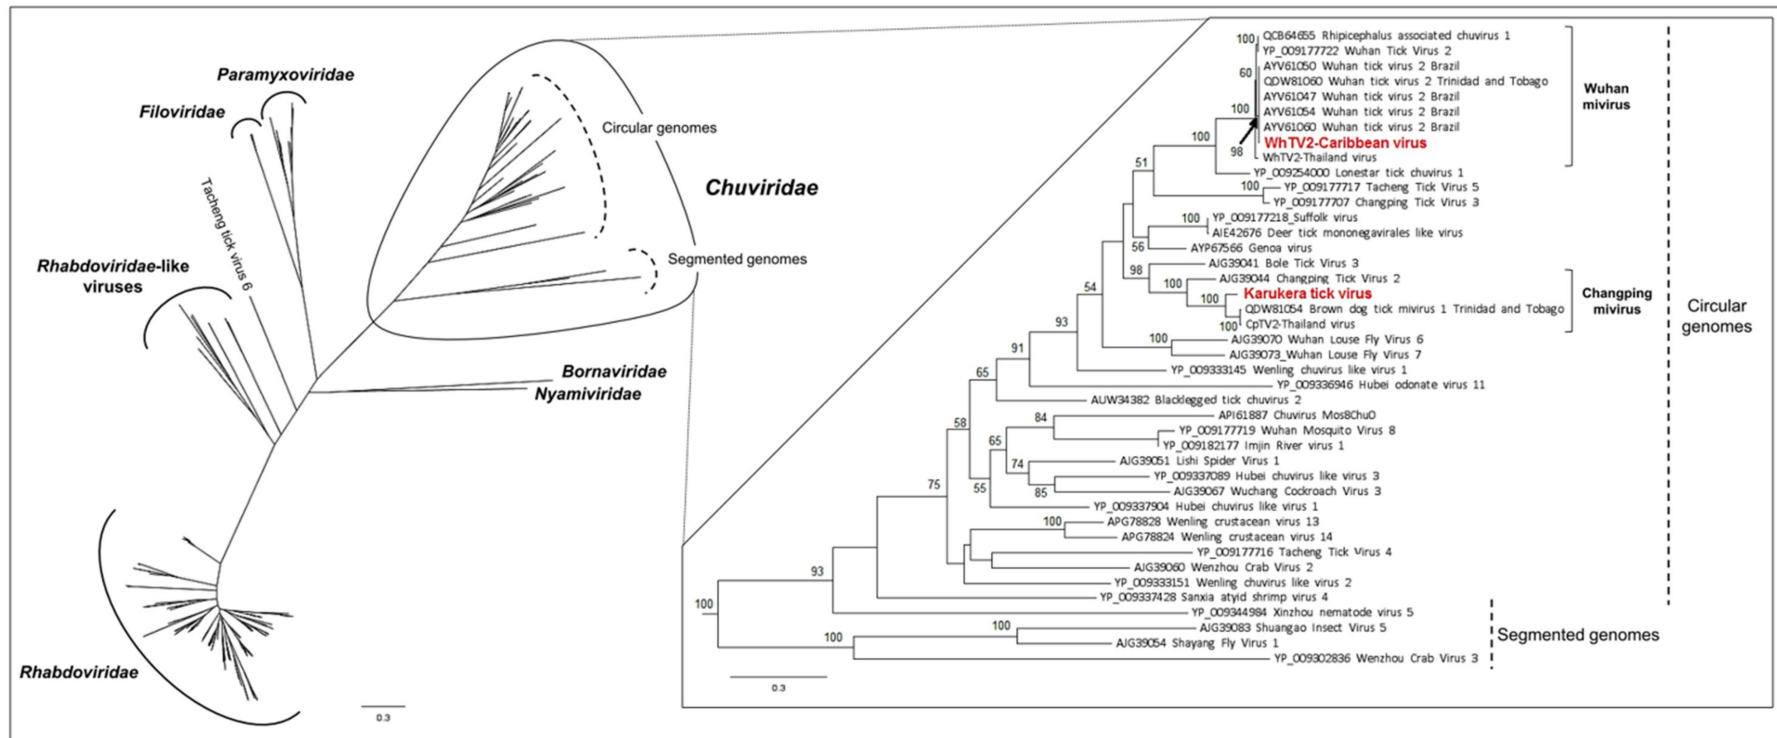 Paramyxoviridae
Filoviridae
Tacheng tick virus 6
Rhabdoviridae-like
viruses
Rhabdoviridae
0.3
Circular genomes
Chuviridae
Segmented genomes
Bornaviridae
Nyamiviridae
100
QCB64655 Rhipicephalus associated chuvirus 1
YP_009177722 Wuhan Tick Virus 2
60
AYV61050 Wuhan tick virus 2 Brazil
QDW81060 Wuhan tick virus 2 Trinidad and Tobago
AYV61047 Wuhan tick virus 2 Brazil
100
AYV61054 Wuhan tick virus 2 Brazil
AYV61060 Wuhan tick virus 2 Brazil
100
WhTV2-Caribbean virus
98
WhTV2-Thailand virus
Wuhan
mivirus
51
YP_009254000 Lonestar tick chuvirus 1
100
YP_009177717 Tacheng Tick Virus 5
YP_009177707 Changping Tick Virus 3
100
YP_009177218_Suffolk virus
AIE42676 Deer tick mononegavirales like virus
56
AYP67566 Genoa virus
98
AJG39041 Bole Tick Virus 3
100
AJG39044 Changping Tick Virus 2
54
100
Karukera tick virus
QDW81054 Brown dog tick mivirus 1 Trinidad and Tobago
100
CpTV2-Thailand virus
Changping
mivirus
Circular
genomes
93
100
AJG39070 Wuhan Louse Fly Virus 6
AJG39073_Wuhan Louse Fly Virus 7
91
YP_009333145 Wenling chuvirus like virus 1
65
YP_009336946 Hubei odonate virus 11
AUW34382 Blacklegged tick chuvirus 2
58
84
API61887 Chuvirus Mos8ChuO
65
YP_009177719 Wuhan Mosquito Virus 8
YP_009182177 Imjin River virus 1
74
AJG39051 Lishi Spider Virus 1
YP_009337089 Hubei chuvirus like virus 3
75
55
85
AJG39067 Wuchang Cockroach Virus 3
YP_009337904 Hubei chuvirus like virus 1
100
APG78828 Wenling crustacean virus 13
APG78824 Wenling crustacean virus 14
YP_009177716 Tacheng Tick Virus 4
93
AJG39060 Wenzhou Crab Virus 2
YP_009333151 Wenling chuvirus like virus 2
YP_009337428 Sanxia atyid shrimp virus 4
100
YP_009344984 Xinzhou nematode virus 5
100
100
AJG39083 Shuangao Insect Virus 5
AJG39054 Shayang Fly Virus 1
YP_009302836 Wenzhou Crab Virus 3
Segmented genomes
0.3